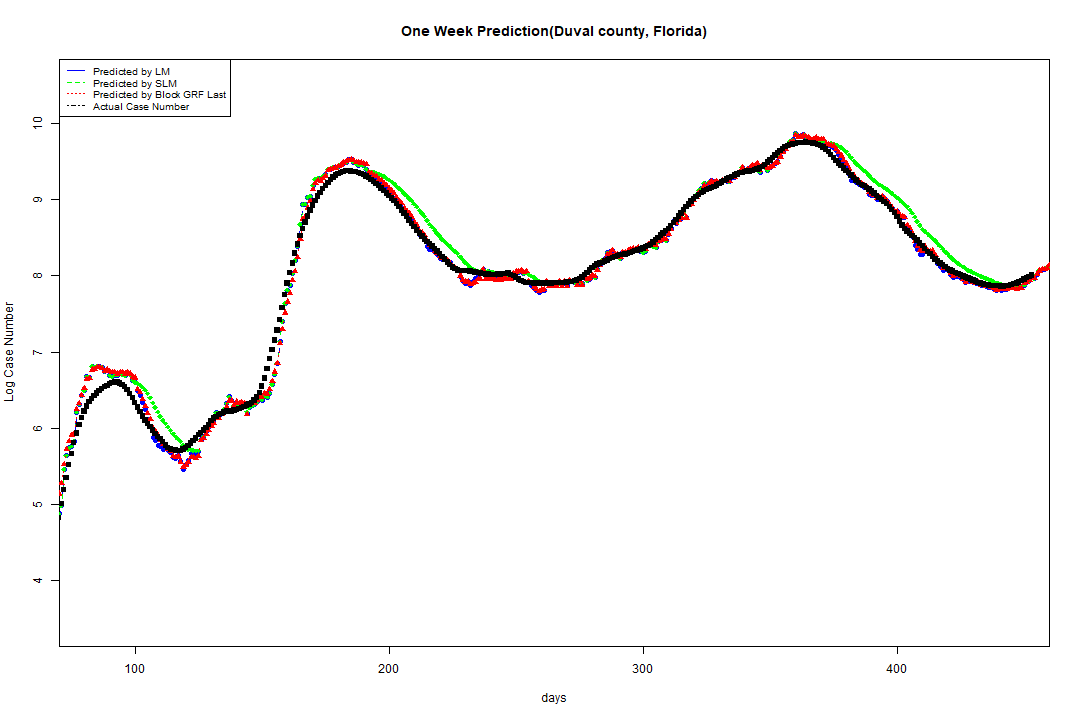 One Week Prediction(Duval county, Florida)
Predicted by LM
Predicted by SLM
Predicted by Block GRF Last
Actual Case Number
10
9
8
7
6
5
4
Log Case Number
100 200 300 400
days